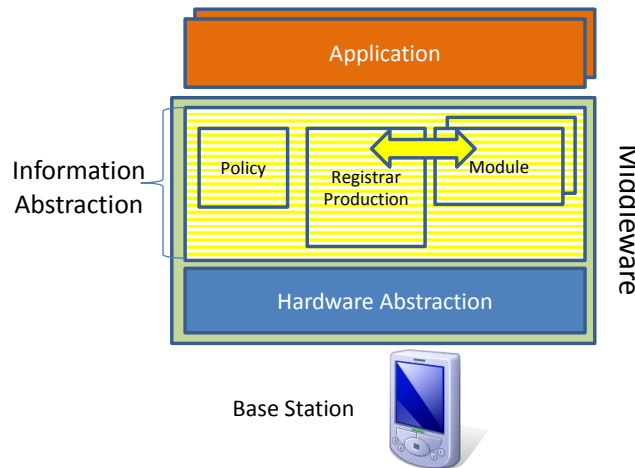 Application
Information
Abstraction
Policy
Registrar
Production
Module
Middleware
Hardware Abstraction
Base Station